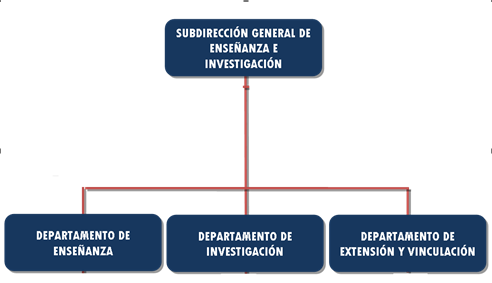 SUBDIRECCIÓN GENERAL DE
ENSEÑANZA E
INVESTIGACIÓN
DEPARTAMENTO DE
ENSEÑANZA
DEPARTAMENTO DE
INVESTIGACIÓN
DEPARTAMENTO DE
EXTENSIÓN Y VINCULACIÓN